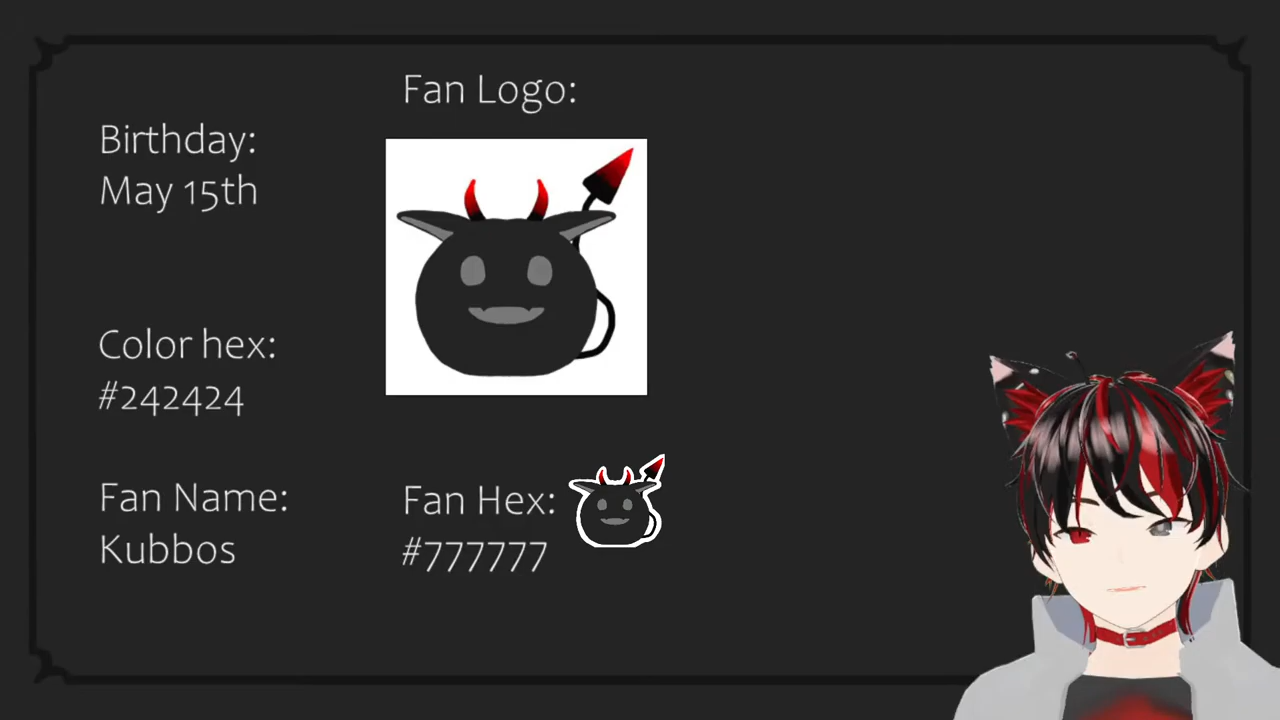 Birthday:
May 15th
Color hex:
#242424
Fan Name:
Kubbos
Fan Logo:
Fan Hex:
#777777